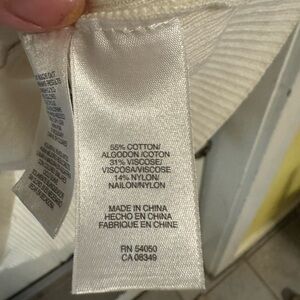 55% COTTON/
ALGODON /COTON
31% VISCOSE/
VISCOSA/VISCOSE
14% NYLON/
NAILON/NYLON
MADE IN CHINA
HECHO EN CHINA
FABRIQUE EN CHINE
RN 54050
CA 08349